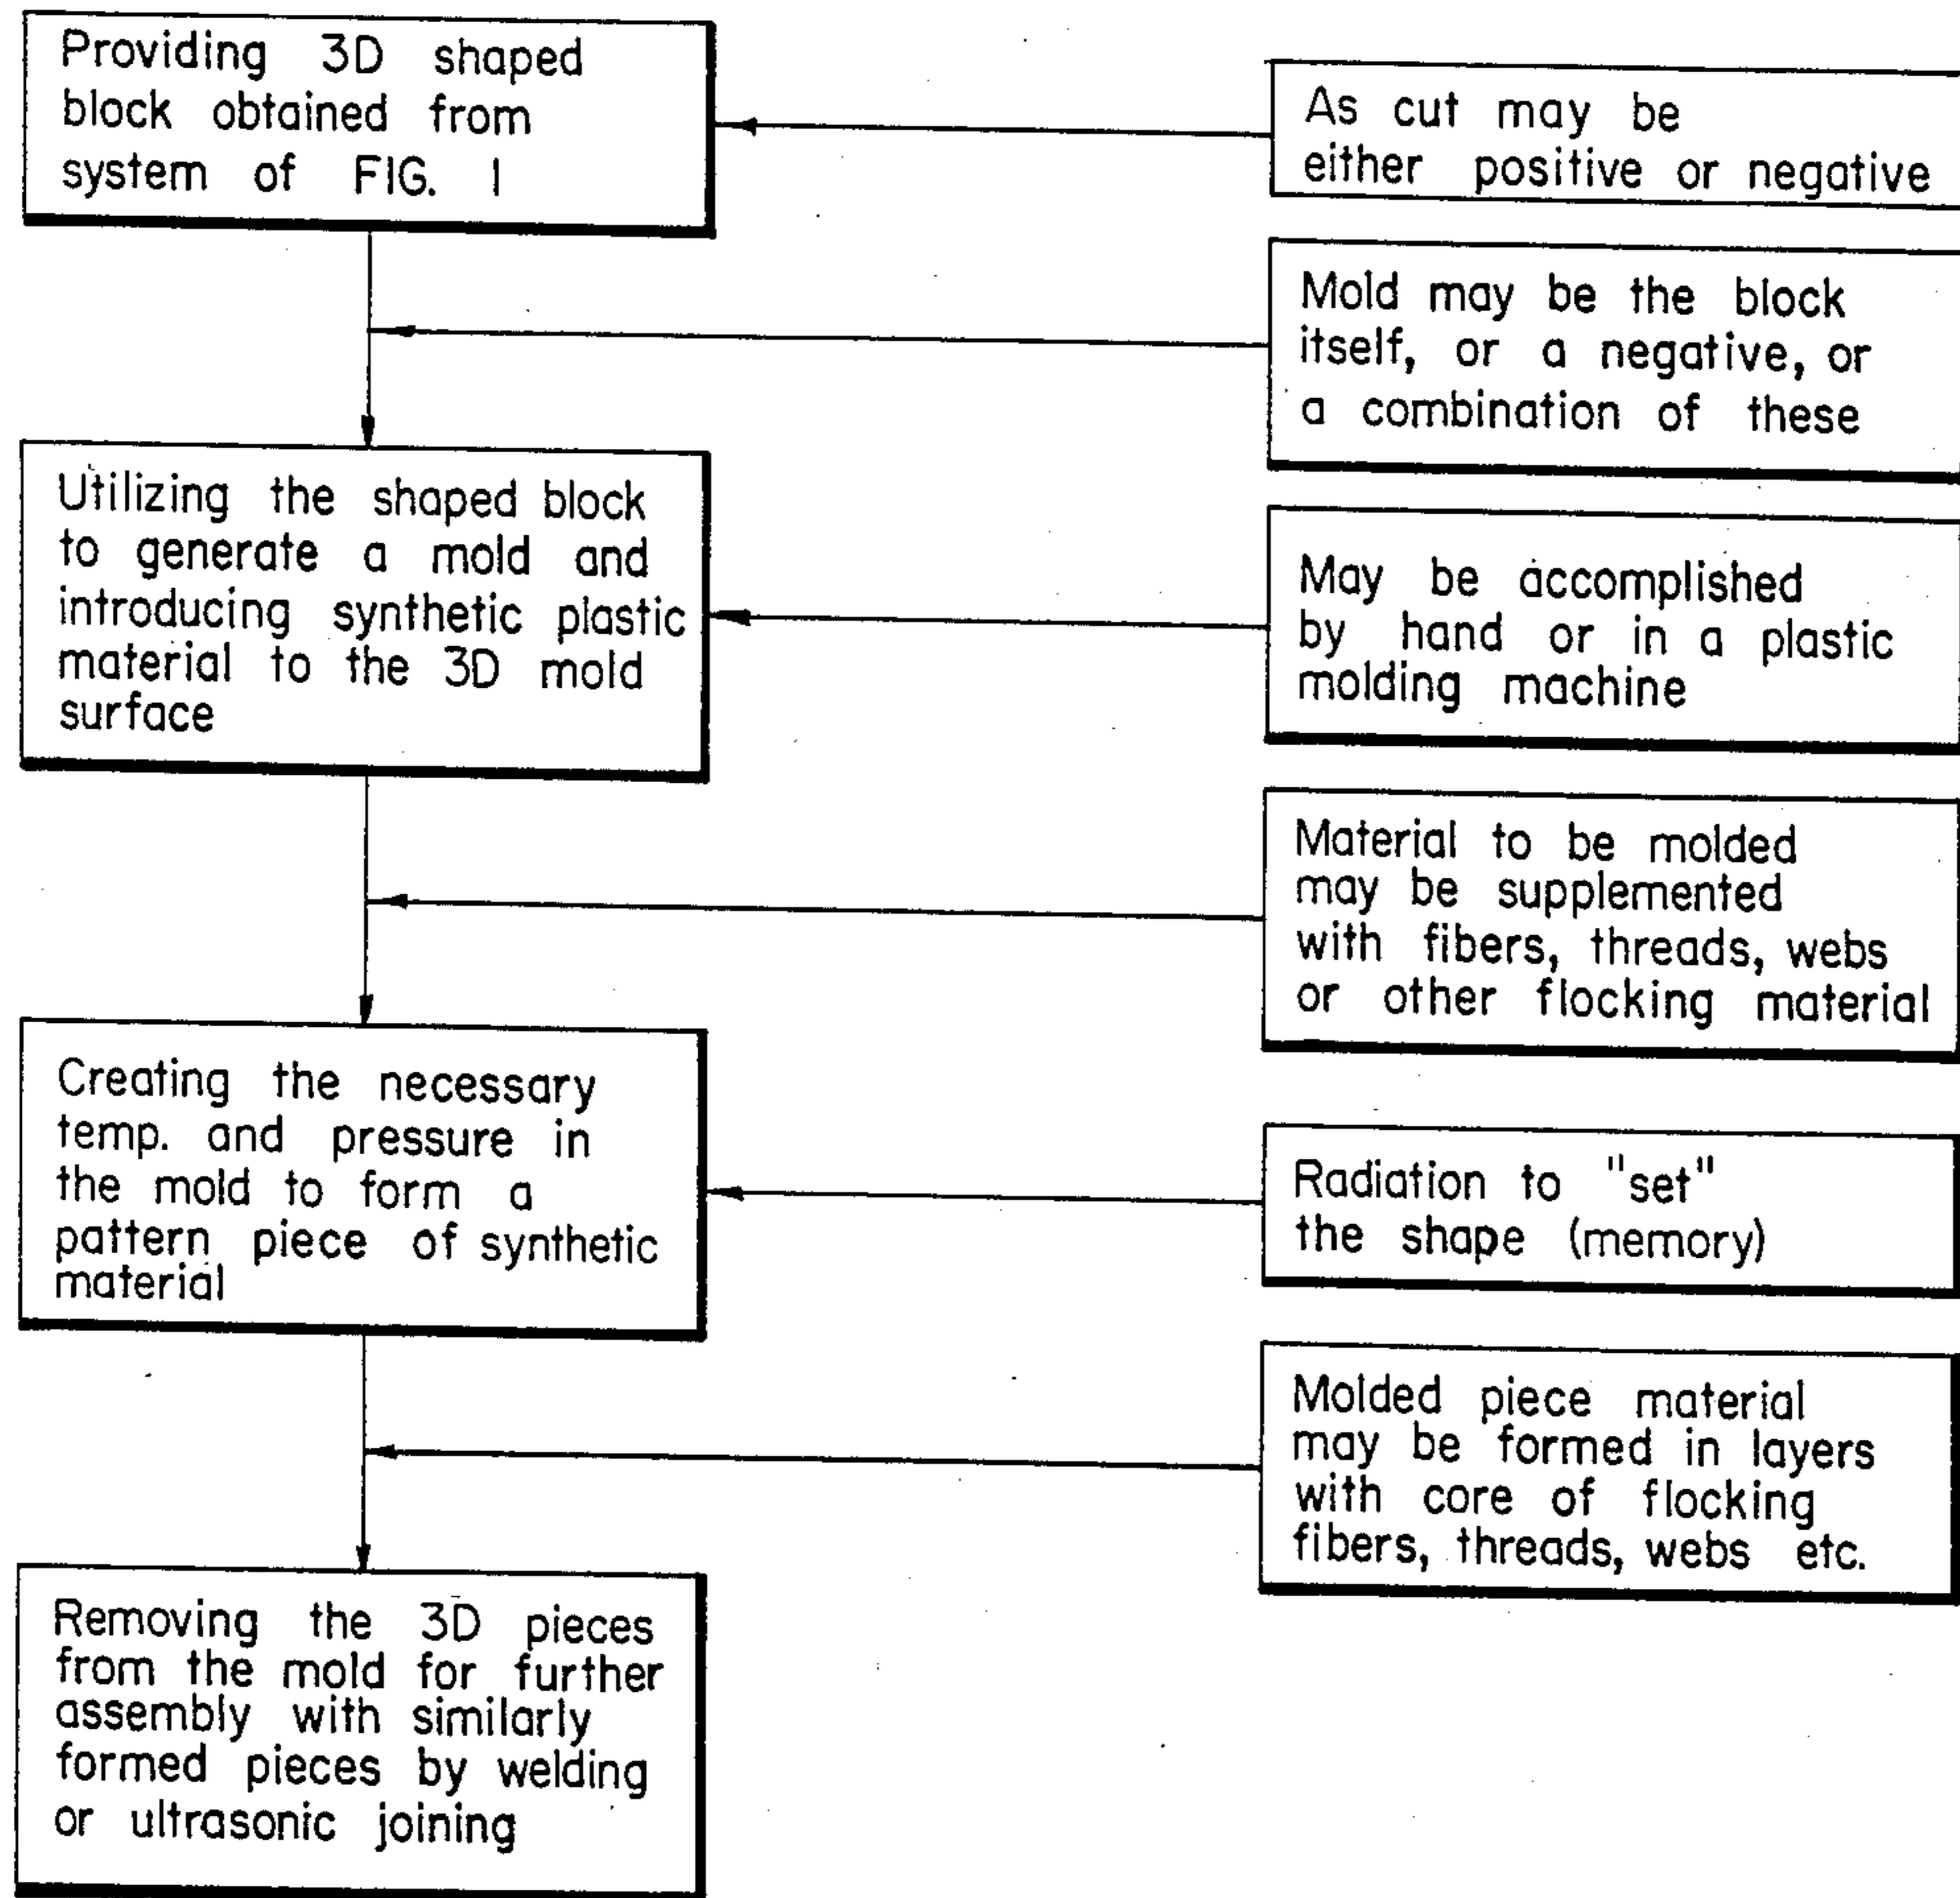 Providing 3D shaped
block obtained from
system of FIG. 1
As cut may be
either positive or negative
Mold may be the block
itself, or a negative, or
a combination of these
Utilizing the shaped block
to generate a mold and
introducing synthetic plastic
material to the 3D mold
surface
May be accomplished
by hand or in a plastic
molding machine
Material to be molded
may be supplemented
with fibers, threads, webs
or other flocking material
Creating the necessary
temp. and pressure in
the mold to form a
pattern piece of synthetic
material
Radiation to "set"
the shape (memory)
Molded piece material
may be formed in layers
with core of flocking
fibers, threads, webs etc.
Removing the 3D pieces
from the mold for further
assembly with similarly
formed pieces by welding
or ultrasonic joining